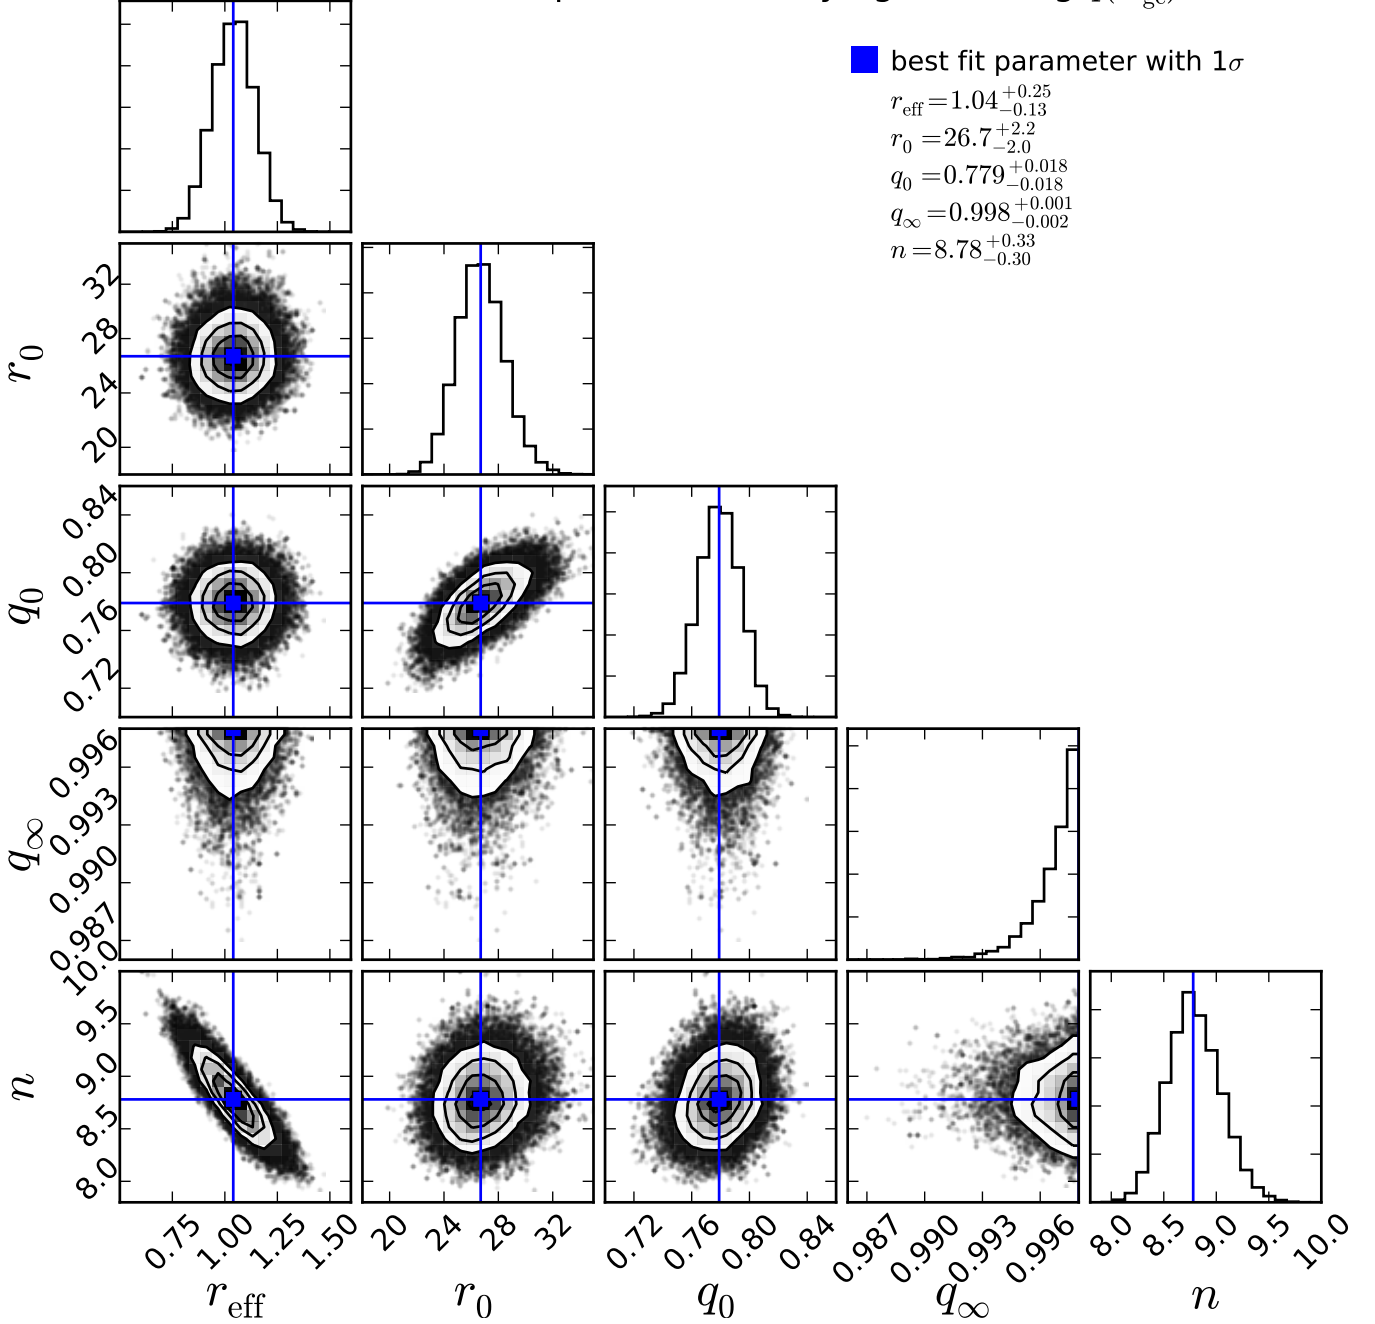 best fit parameter with 1σ
r_eff = 1.04 +0.25 −0.13
r_0 = 26.7 +2.2 −2.0
q_0 = 0.779 +0.018 −0.018
q_∞ = 0.998 +0.001 −0.002
n = 8.78 +0.33 −0.30
r_0
32
28
24
20
q_0
0.84
0.80
0.76
0.72
q_∞
0.996
0.993
0.990
0.987
n
10.0
9.5
9.0
8.5
8.0
0.75 1.00 1.25 1.50 20 24 28 32 0.72 0.76 0.80 0.84 0.987 0.990 0.993 0.996 8.0 8.5 9.0 9.5 10.0
r_eff r_0 q_0 q_∞ n